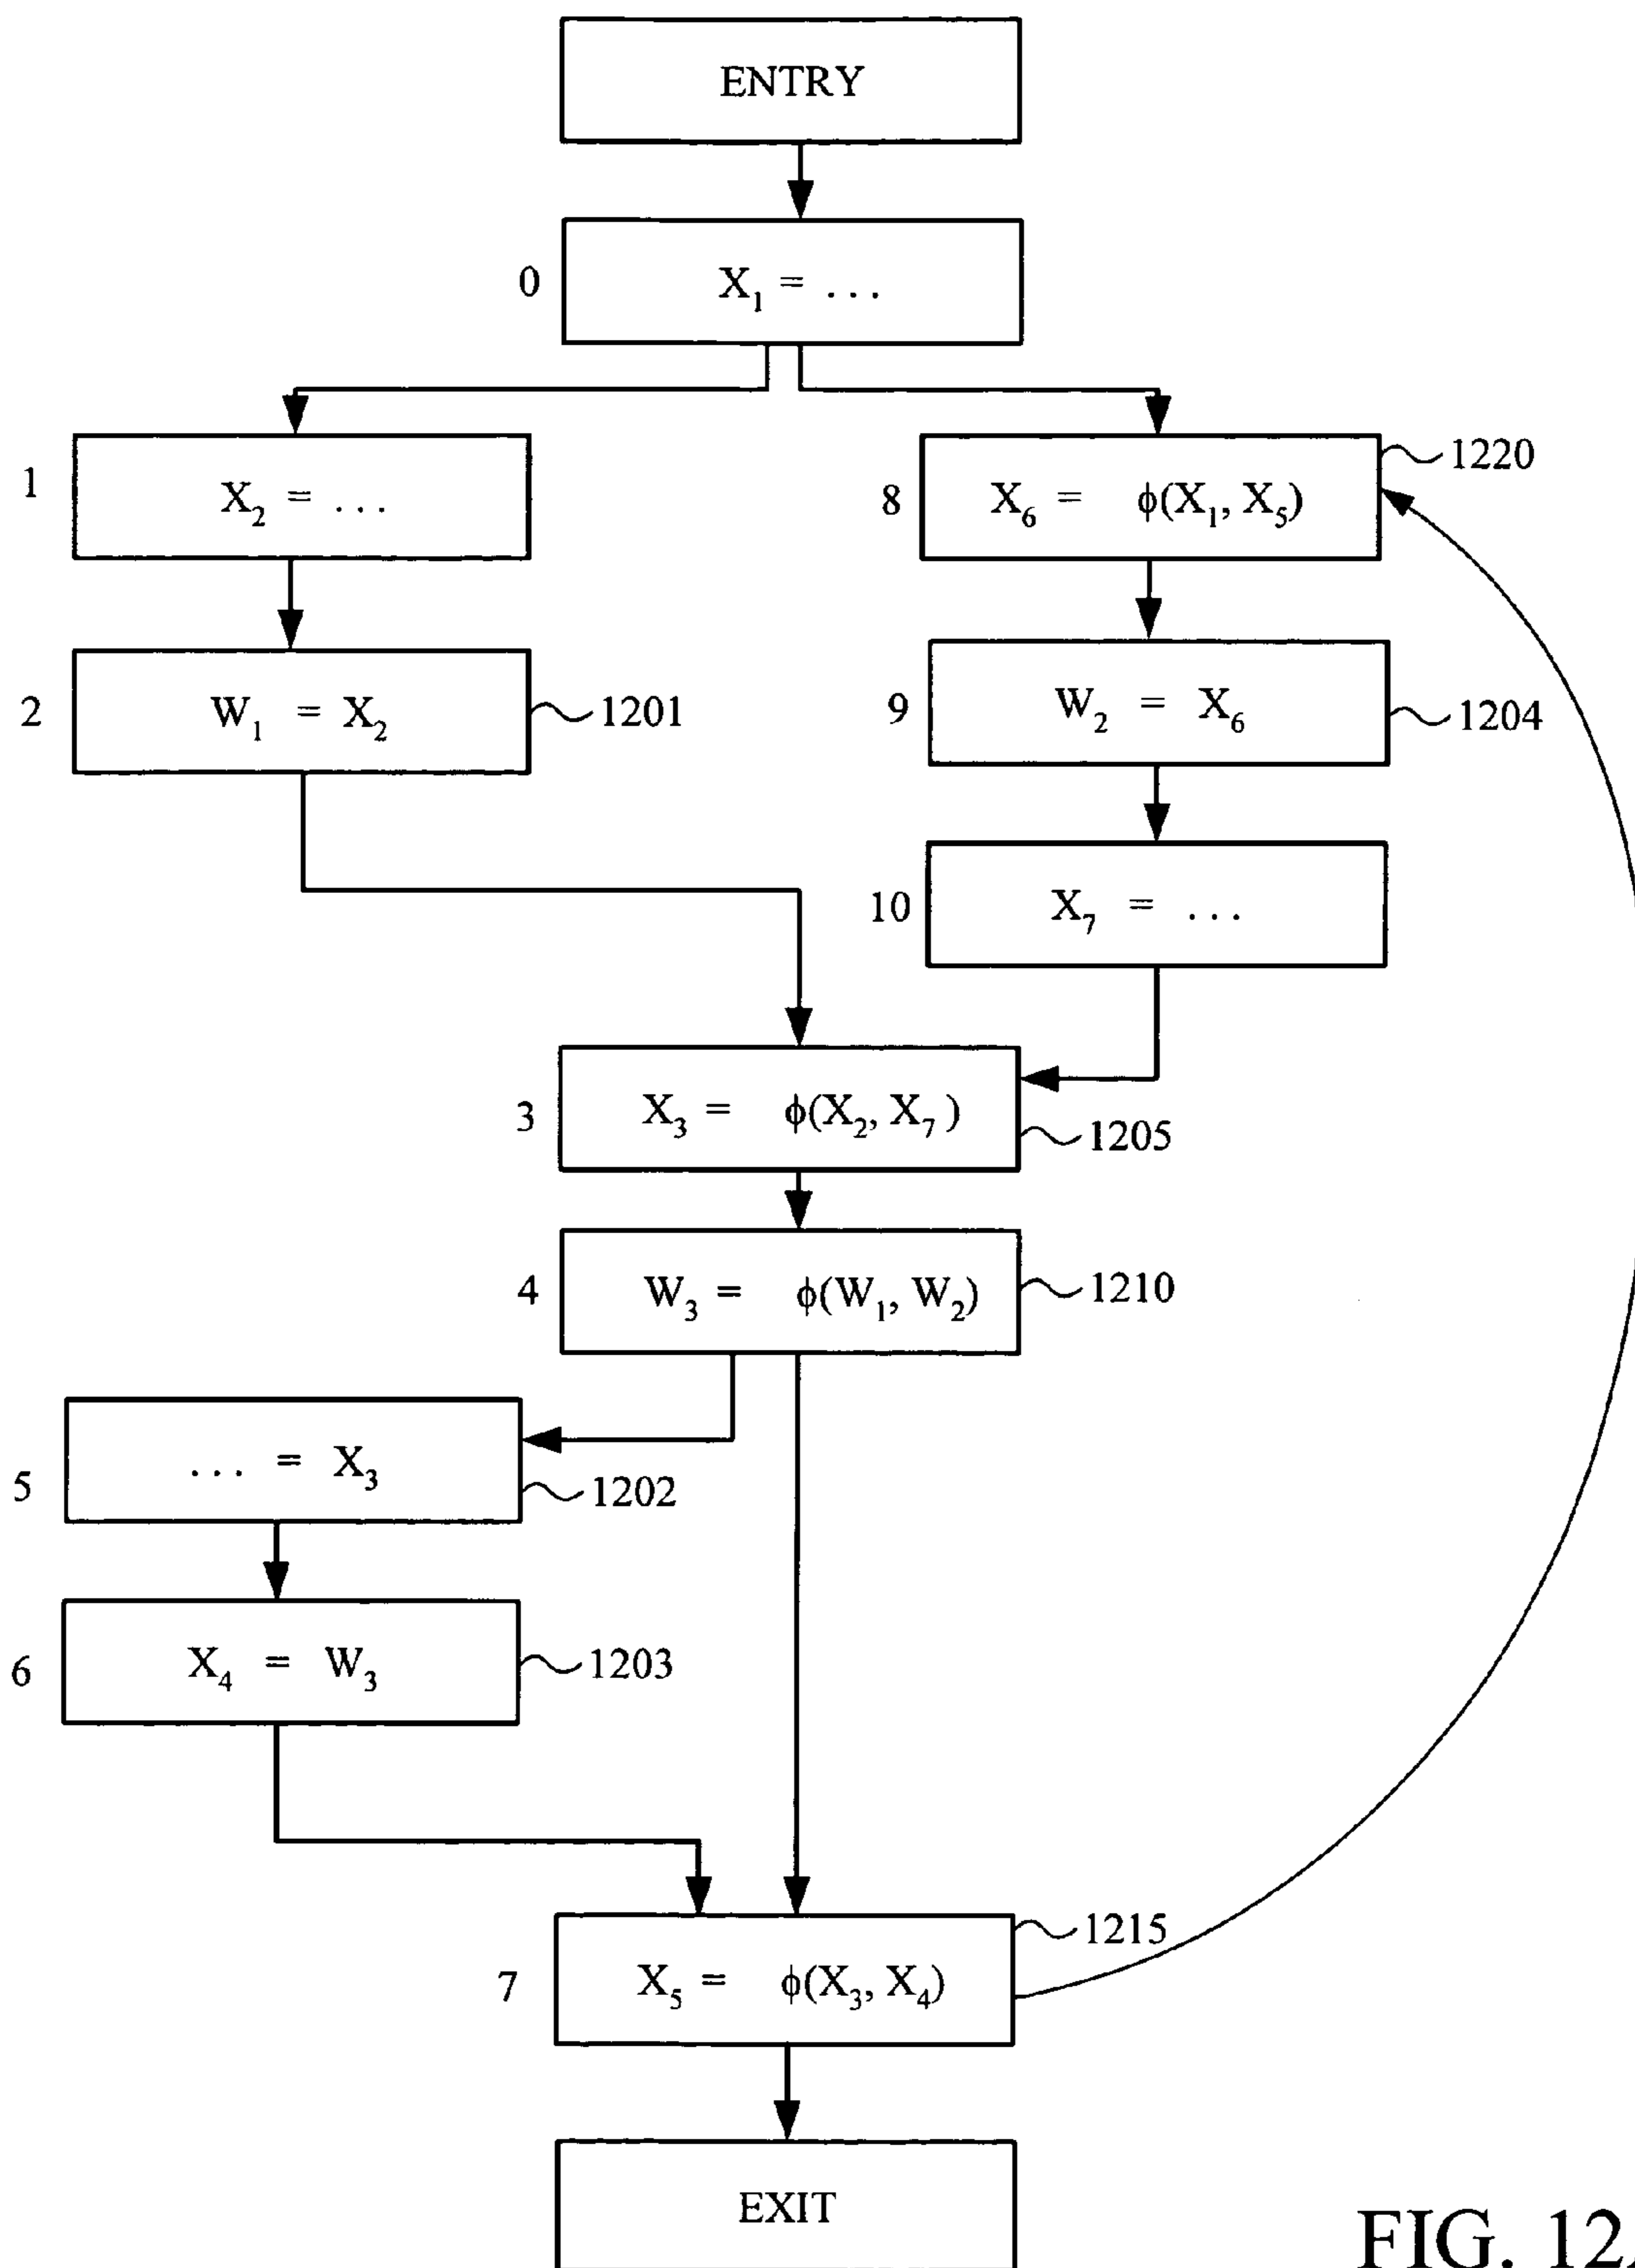 ENTRY
0
X₁ = ...
1
X₂ = ...
8
X₆ = ϕ(X₁, X₅)
1220
2
W₁ = X₂
1201
9
W₂ = X₆
1204
10
X₇ = ...
3
X₃ = ϕ(X₂, X₇)
1205
4
W₃ = ϕ(W₁, W₂)
1210
5
... = X₃
1202
6
X₄ = W₃
1203
7
X₅ = ϕ(X₃, X₄)
1215
EXIT
FIG.